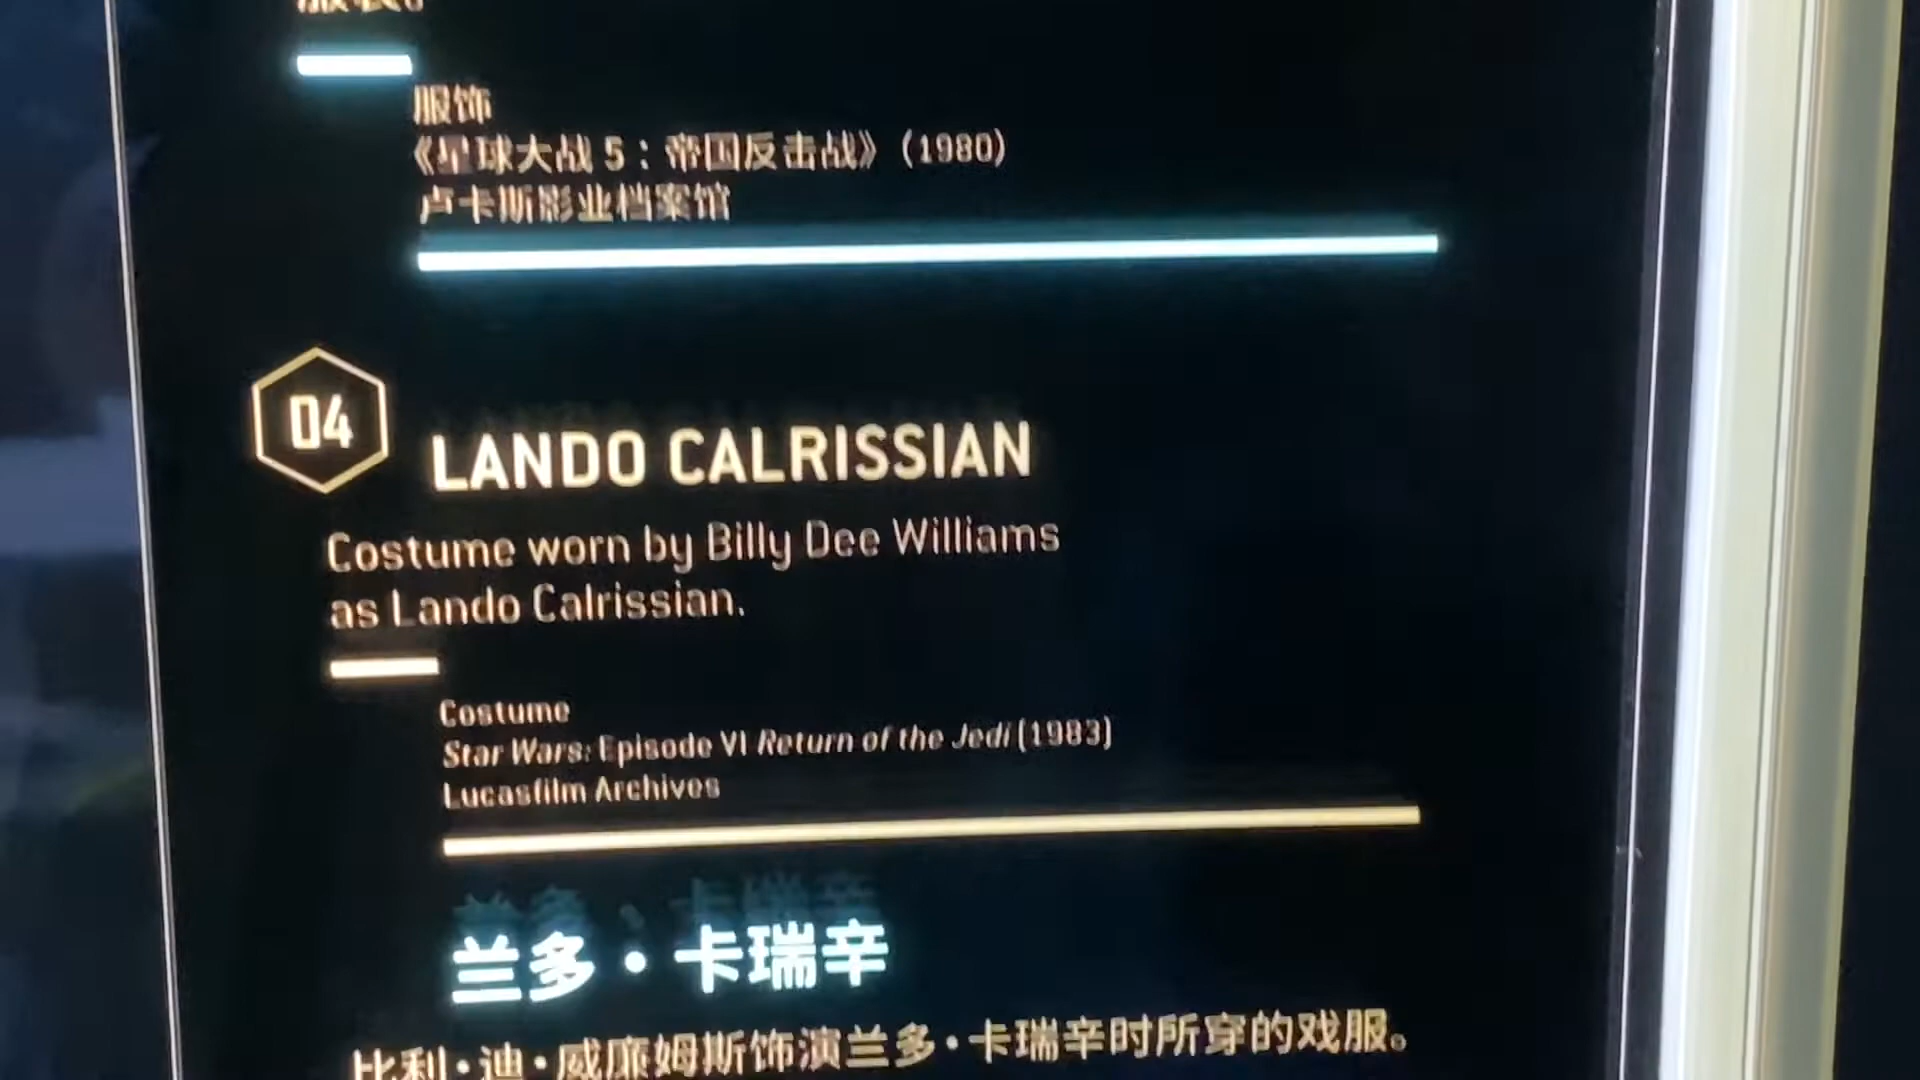 服饰
《星球大战 5：帝国反击战》（1980）
卢卡斯影业档案馆
04
LANDO CALRISSIAN
Costume worn by Billy Dee Williams
as Lando Calrissian.
Costume
Star Wars: Episode VI Return of the Jedi (1983)
Lucasfilm Archives
兰多·卡瑞辛
比利·迪·威廉姆斯饰演兰多·卡瑞辛时所穿的戏服。